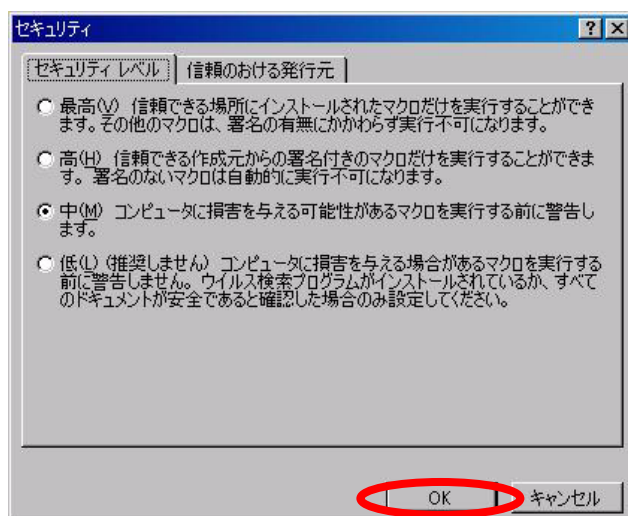 セキュリティ
セキュリティ レベル 信頼のおける発行元
最高(V) 信頼できる場所にインストールされたマクロだけを実行することができ
ます。その他のマクロは、署名の有無にかかわらず実行不可になります。
高(H) 信頼できる作成元からの署名付きのマクロだけを実行することができま
す。署名のないマクロは自動的に実行不可になります。
中(M) コンピュータに損害を与える可能性があるマクロを実行する前に警告し
ます。
低(L) (推奨しません) コンピュータに損害を与える場合があるマクロを実行する
前に警告しません。ウイルス検索プログラムがインストールされているか、すべて
のドキュメントが安全であると確認した場合のみ設定してください。
OK キャンセル